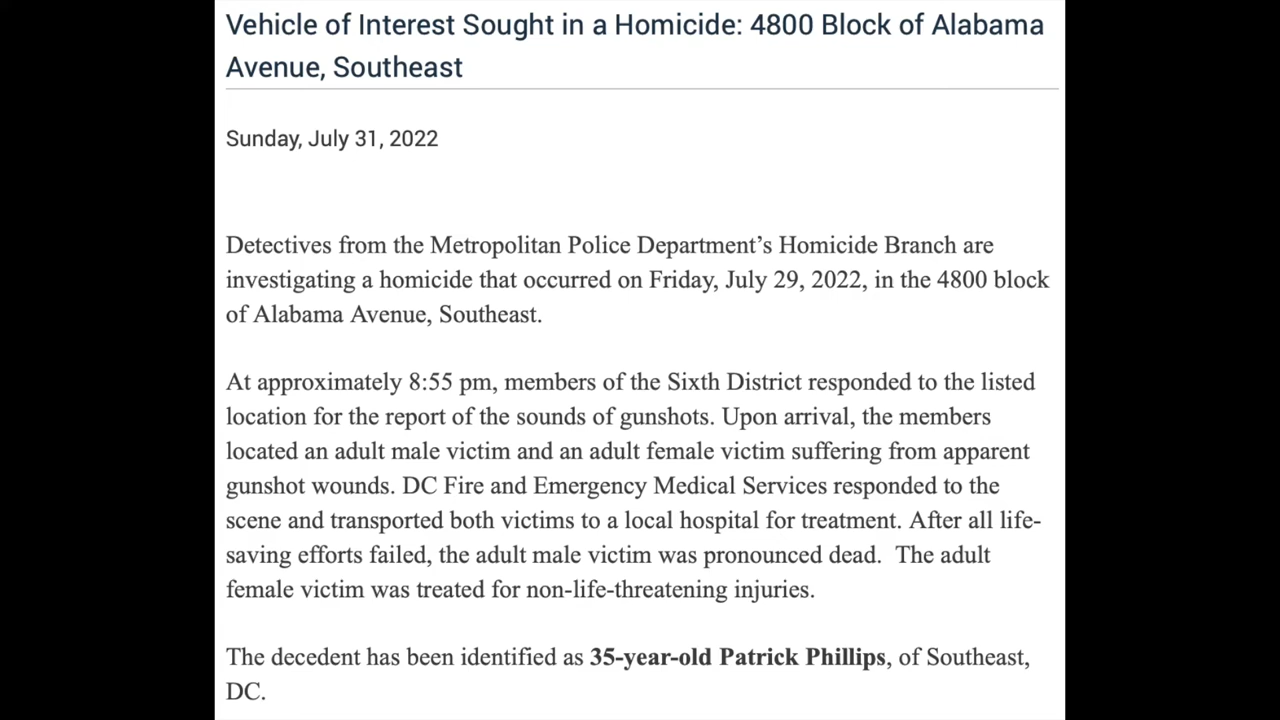 Vehicle of Interest Sought in a Homicide: 4800 Block of Alabama
Avenue, Southeast
Sunday, July 31, 2022
Detectives from the Metropolitan Police Department’s Homicide Branch are
investigating a homicide that occurred on Friday, July 29, 2022, in the 4800 block
of Alabama Avenue, Southeast.
At approximately 8:55 pm, members of the Sixth District responded to the listed
location for the report of the sounds of gunshots. Upon arrival, the members
located an adult male victim and an adult female victim suffering from apparent
gunshot wounds. DC Fire and Emergency Medical Services responded to the
scene and transported both victims to a local hospital for treatment. After all life-
saving efforts failed, the adult male victim was pronounced dead.  The adult
female victim was treated for non-life-threatening injuries.
The decedent has been identified as 35-year-old Patrick Phillips, of Southeast,
DC.